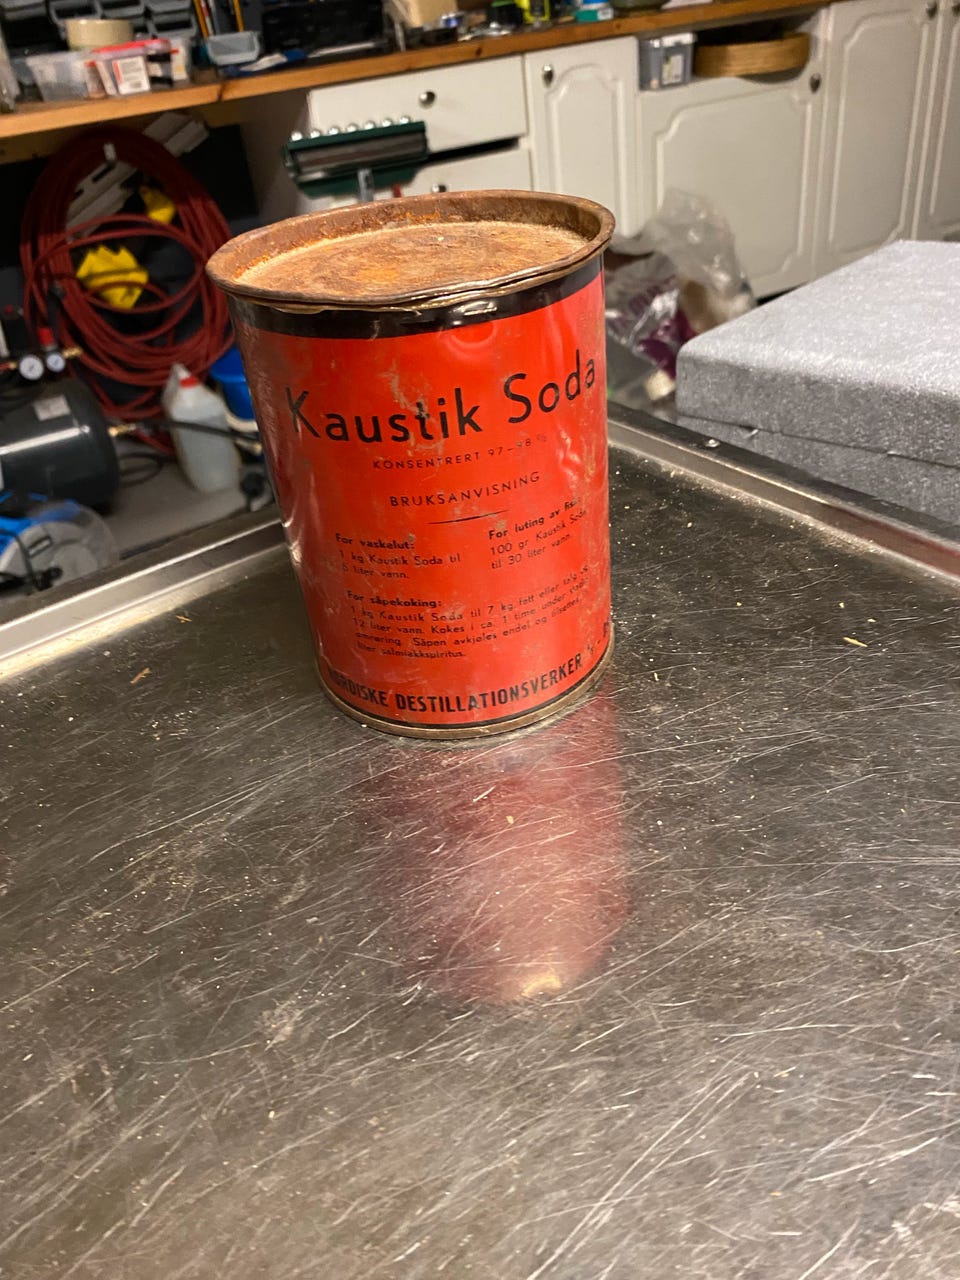 Kaustik Soda
KONSENTRERT 97-98 %
BRUKSANVISNING
For vaskelut:
1 kg Kaustik Soda til
5 liter vann.
For luting av fisk:
100 gr Kaustik Soda
til 30 liter vann.
For såpekoking:
1 kg Kaustik Soda til 7 kg fett eller talg og
12 liter vann. Kokes i ca. 1 time under stadig
omrøring. Såpen avkjøles endel og tilsettes
liter salmiakkspiritus.
NORDISKE DESTILLATIONSVERKER A/S